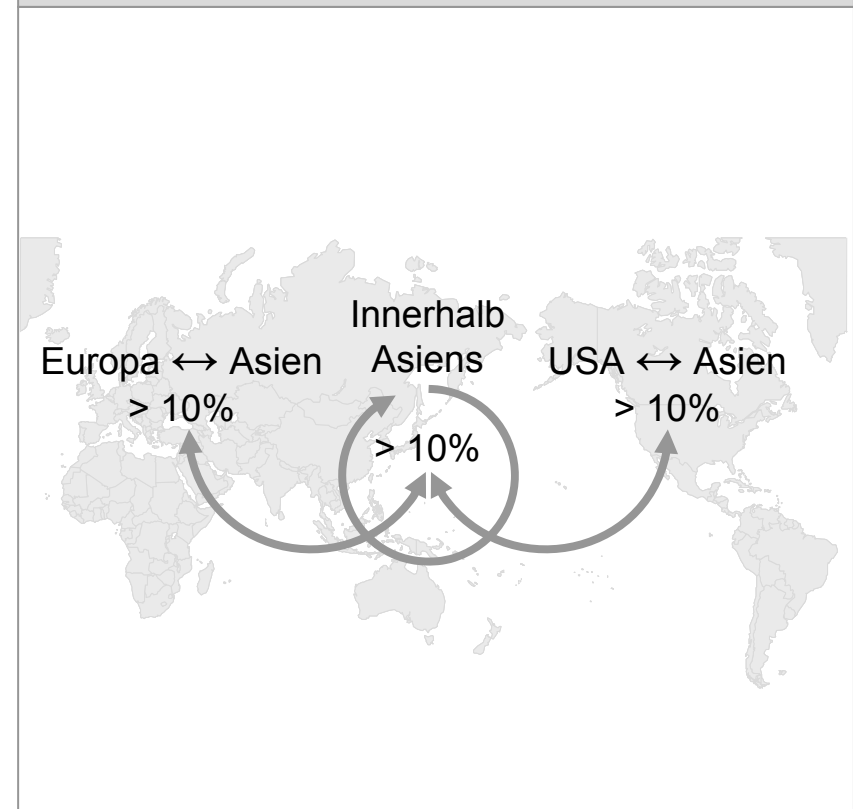 Innerhalb
Asiens
Europa ↔ Asien
> 10%
> 10%
USA ↔ Asien
> 10%